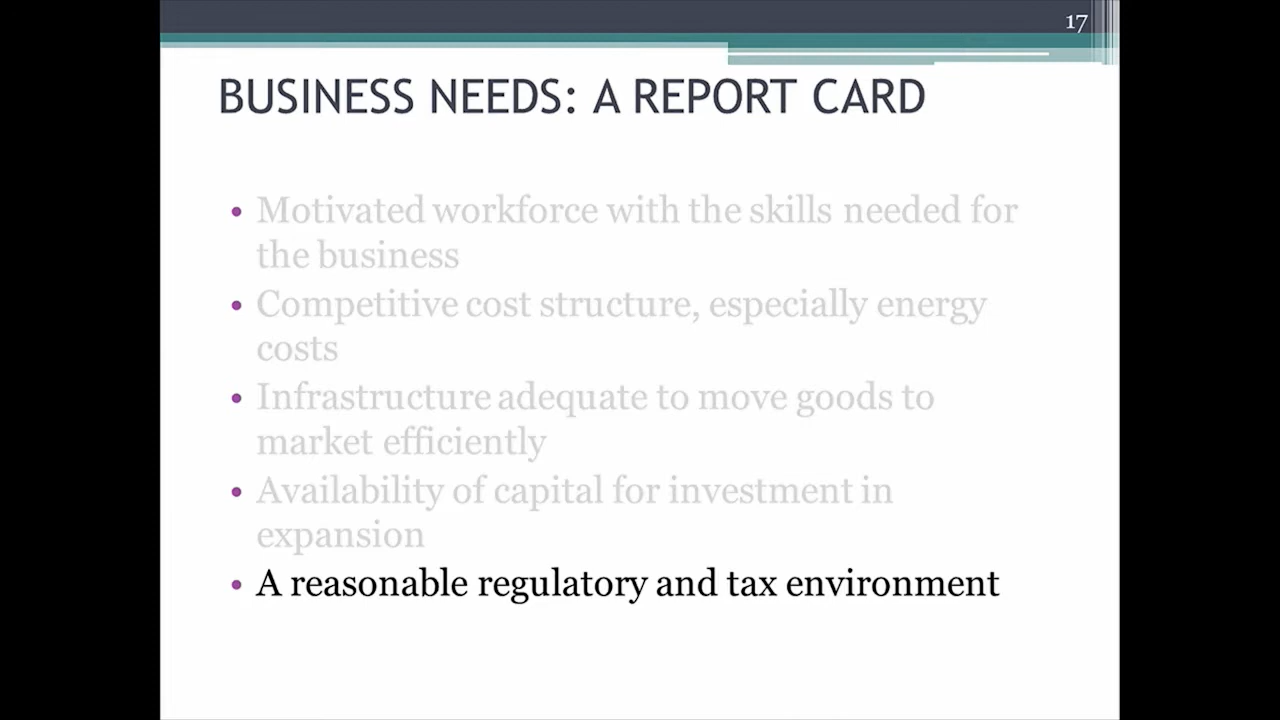 17
BUSINESS NEEDS: A REPORT CARD
• Motivated workforce with the skills needed for
the business
• Competitive cost structure, especially energy
costs
• Infrastructure adequate to move goods to
market efficiently
• Availability of capital for investment in
expansion
• A reasonable regulatory and tax environment